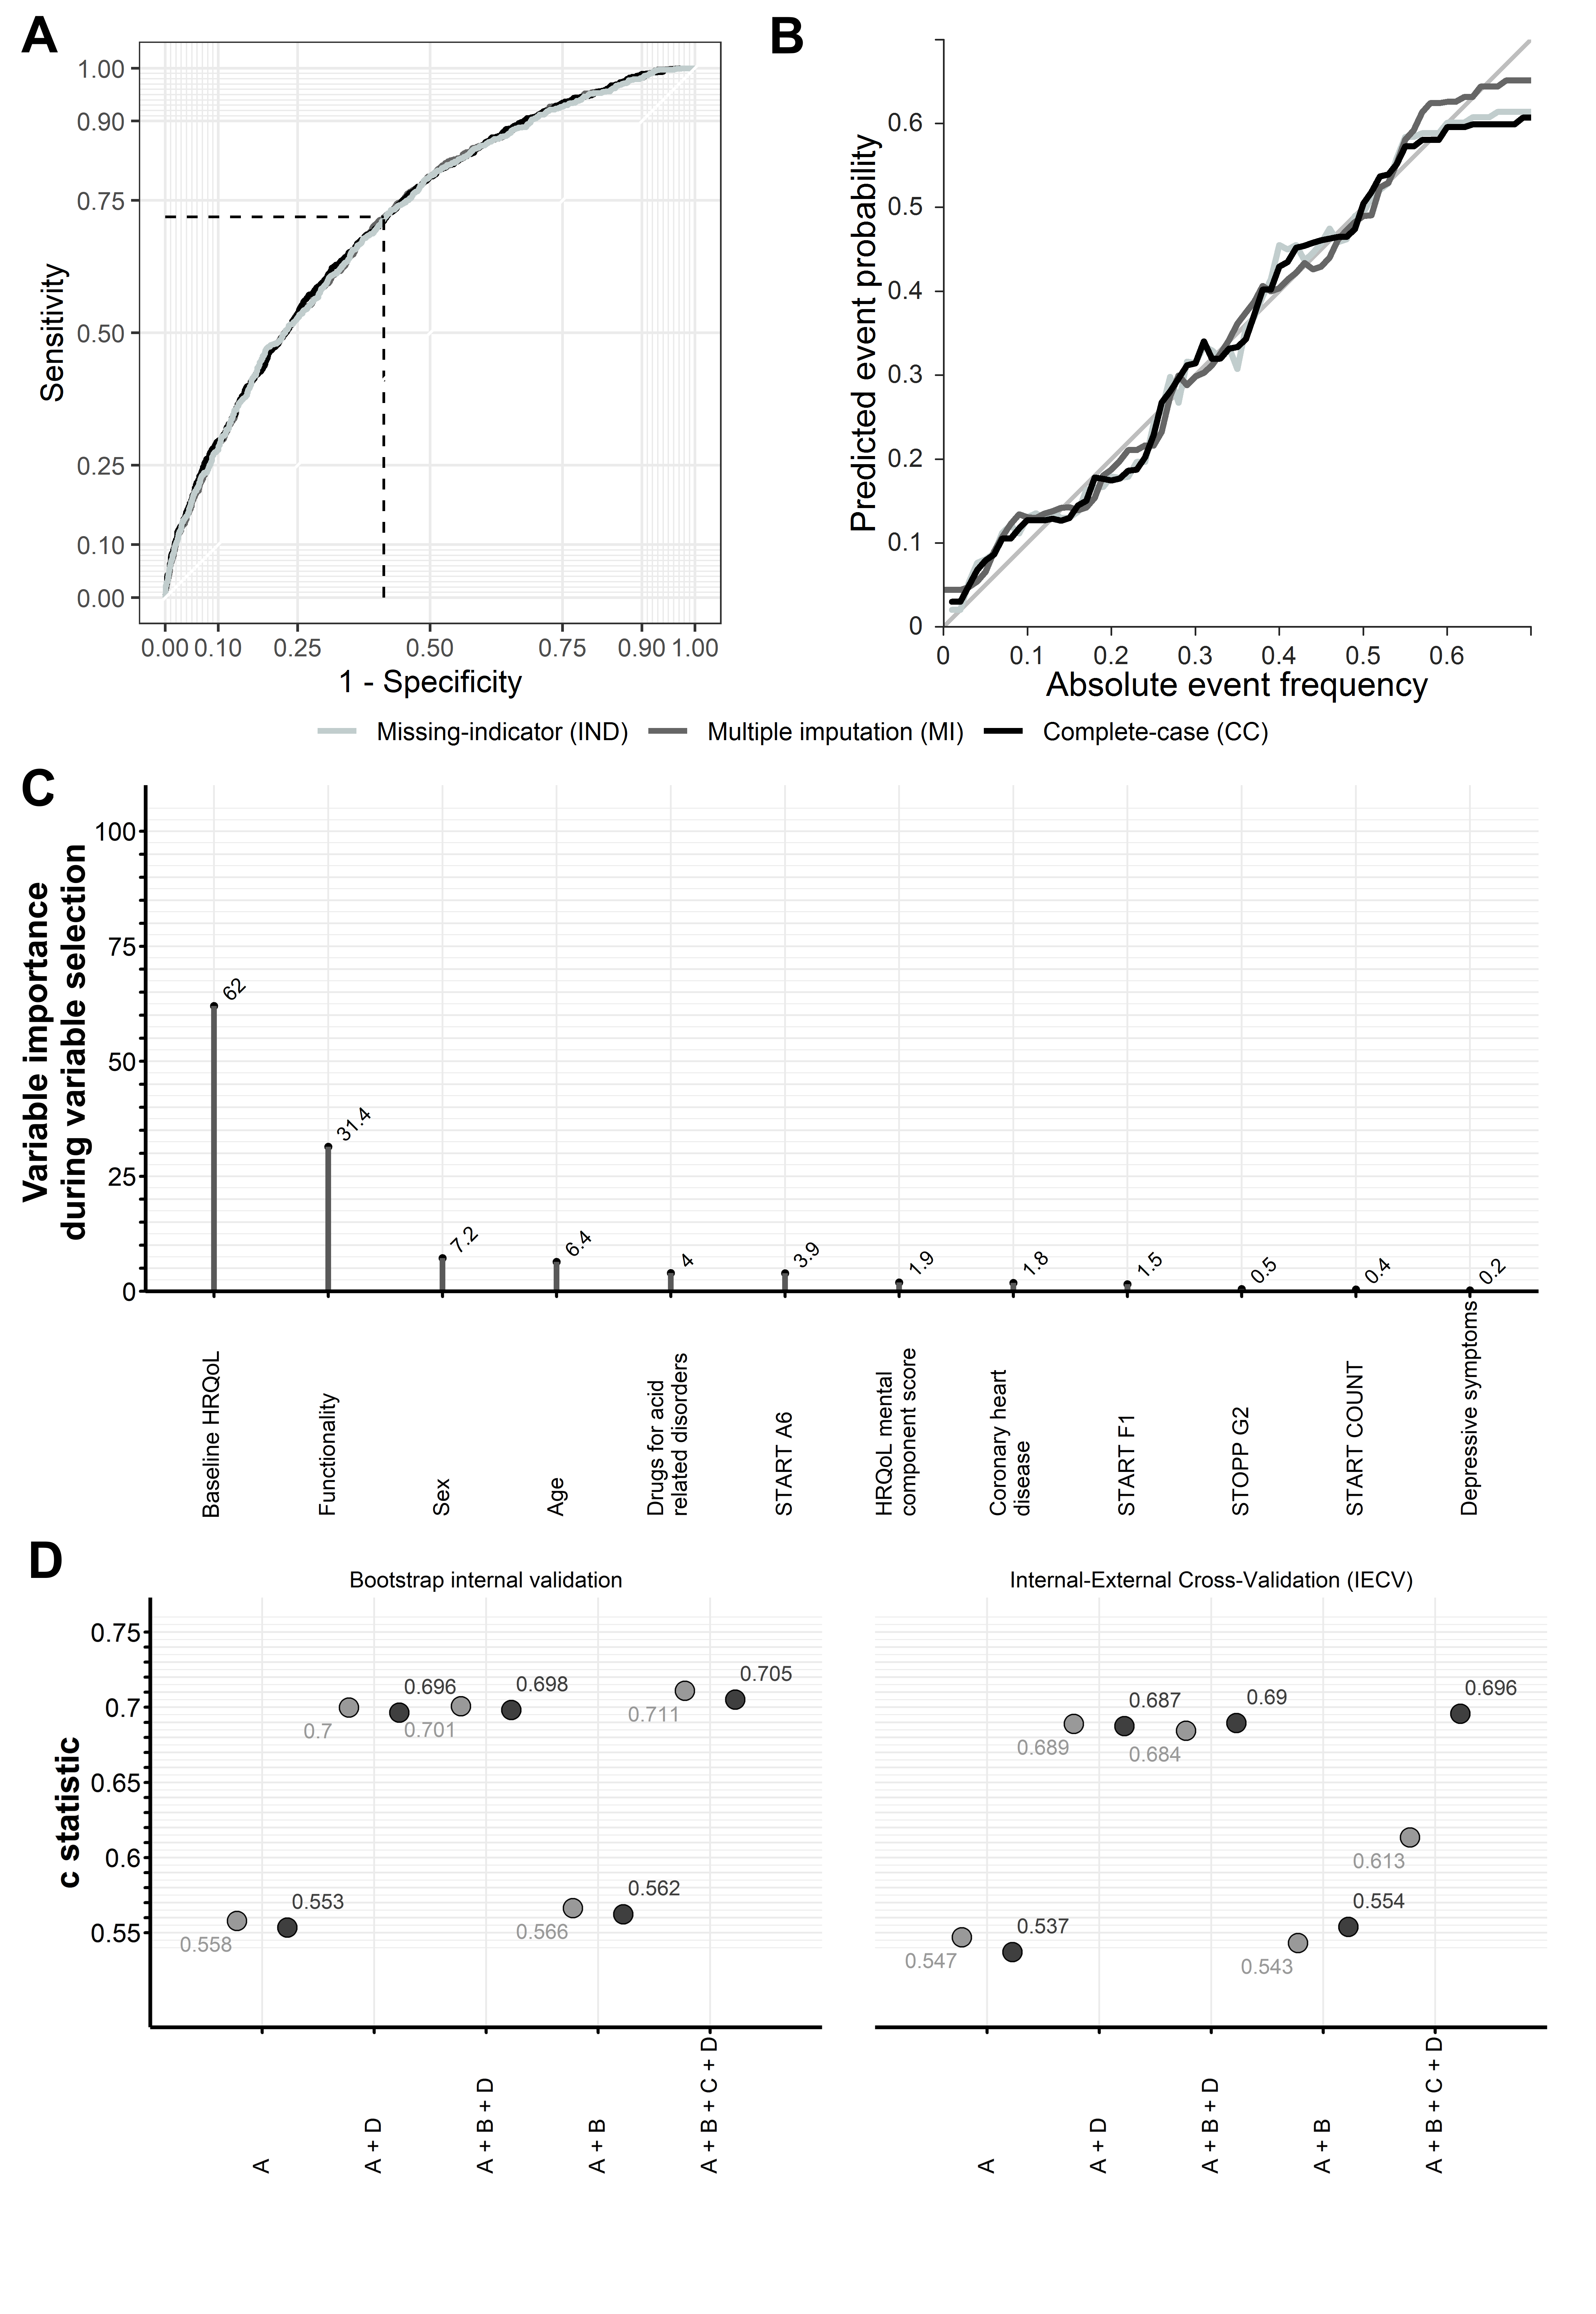 A
1.00
0.90
0.75
0.50
0.25
0.10
0.00
Sensitivity
0.00 0.10 0.25 0.50 0.75 0.90 1.00
1 - Specificity
B
0.6
0.5
0.4
0.3
0.2
0.1
0
Predicted event probability
0 0.1 0.2 0.3 0.4 0.5 0.6
Absolute event frequency
Missing-indicator (IND) Multiple imputation (MI) Complete-case (CC)
C
Variable importance
during variable selection
100
75
50
25
0
62
31.4
7.2
6.4
4
3.9
1.9
1.8
1.5
0.5
0.4
0.2
Baseline HRQoL
Functionality
Sex
Age
Drugs for acid
related disorders
START A6
HRQoL mental
component score
Coronary heart
disease
START F1
STOPP G2
START COUNT
Depressive symptoms
D
c statistic
0.75
0.7
0.65
0.6
0.55
Bootstrap internal validation
0.558
0.553
0.7
0.696
0.701
0.698
0.566
0.562
0.711
0.705
A
A + D
A + B + D
A + B
A + B + C + D
Internal-External Cross-Validation (IECV)
0.547
0.537
0.689
0.687
0.684
0.69
0.543
0.554
0.613
0.696
A
A + D
A + B + D
A + B
A + B + C + D